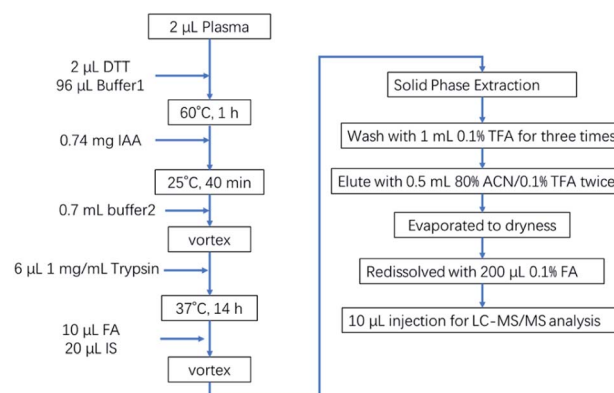 2 μL Plasma
2 μL DTT
96 μL Buffer1
60°C, 1 h
0.74 mg IAA
25°C, 40 min
0.7 mL buffer2
vortex
6 μL 1 mg/mL Trypsin
37°C, 14 h
10 μL FA
20 μL IS
vortex
Solid Phase Extraction
Wash with 1 mL 0.1% TFA for three times
Elute with 0.5 mL 80% ACN/0.1% TFA twice
Evaporated to dryness
Redissolved with 200 μL 0.1% FA
10 μL injection for LC-MS/MS analysis